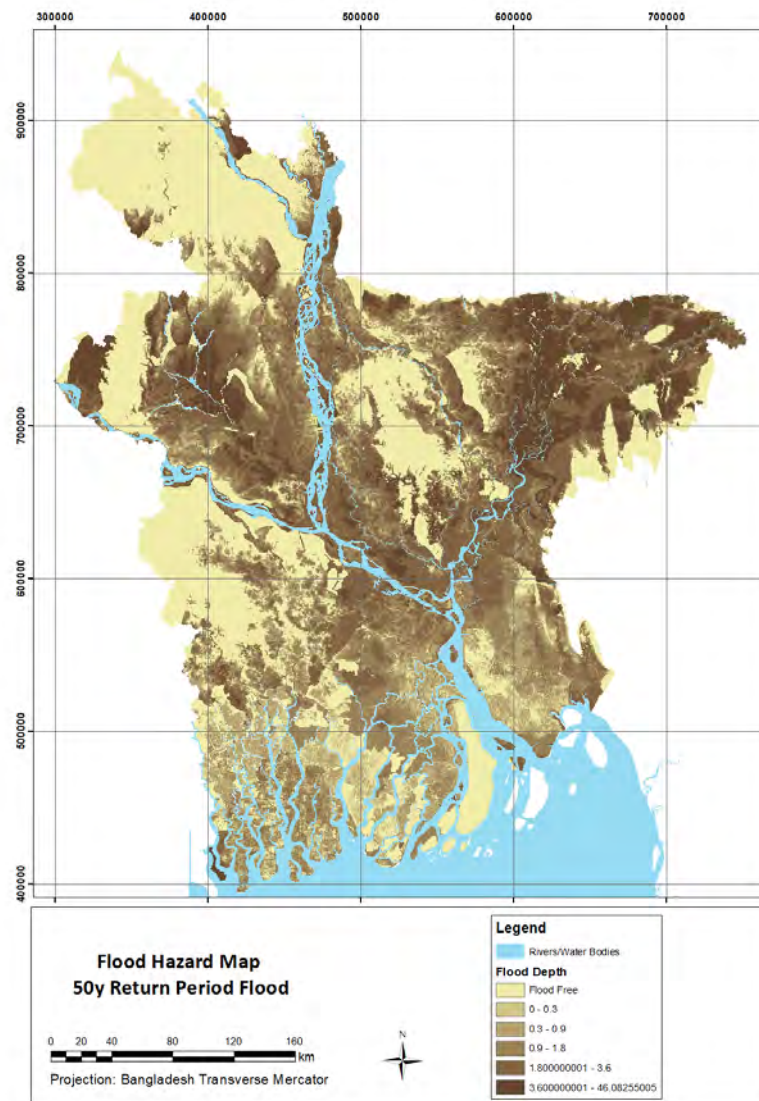 300000 400000 500000 600000 700000
900000
800000
700000
600000
500000
400000
Flood Hazard Map
50y Return Period Flood
0 20 40 80 120 160
km
Projection: Bangladesh Transverse Mercator
N
Legend
Rivers/Water Bodies
Flood Depth
Flood Free
0 - 0.3
0.3 - 0.9
0.9 - 1.8
1.800000001 - 3.6
3.600000001 - 46.08255005